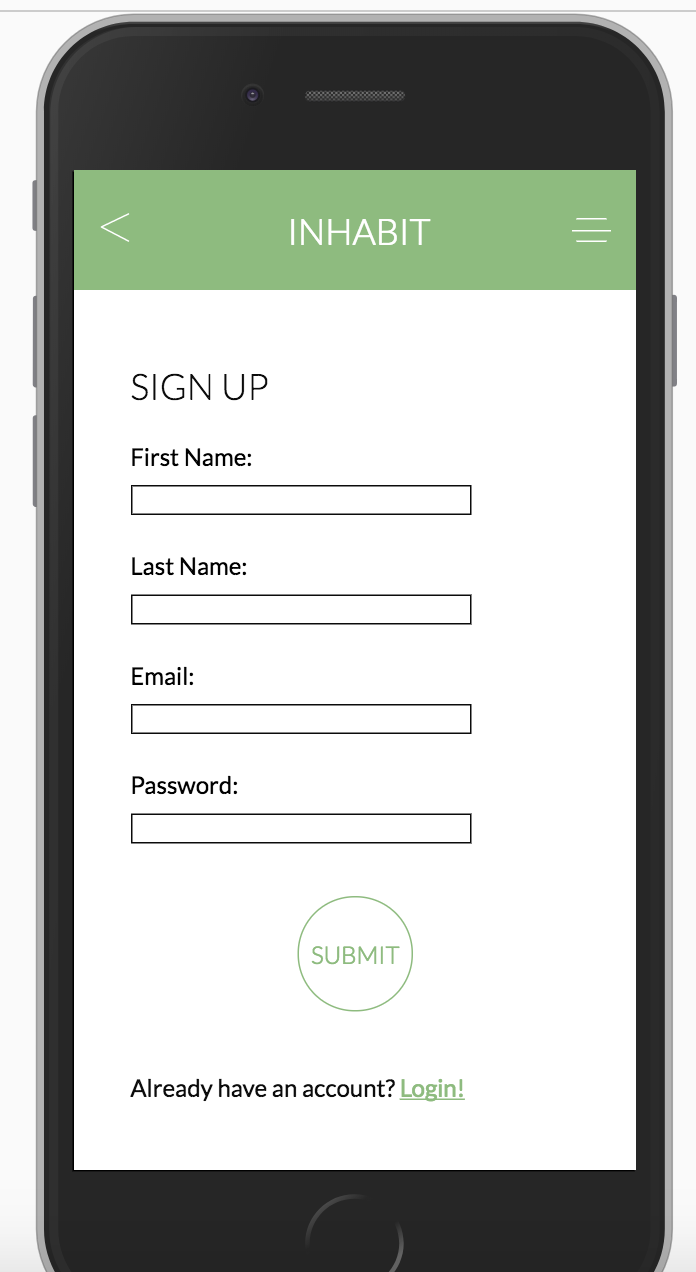 INHABIT
SIGN UP
First Name:
Last Name:
Email:
Password:
SUBMIT
Already have an account? Login!